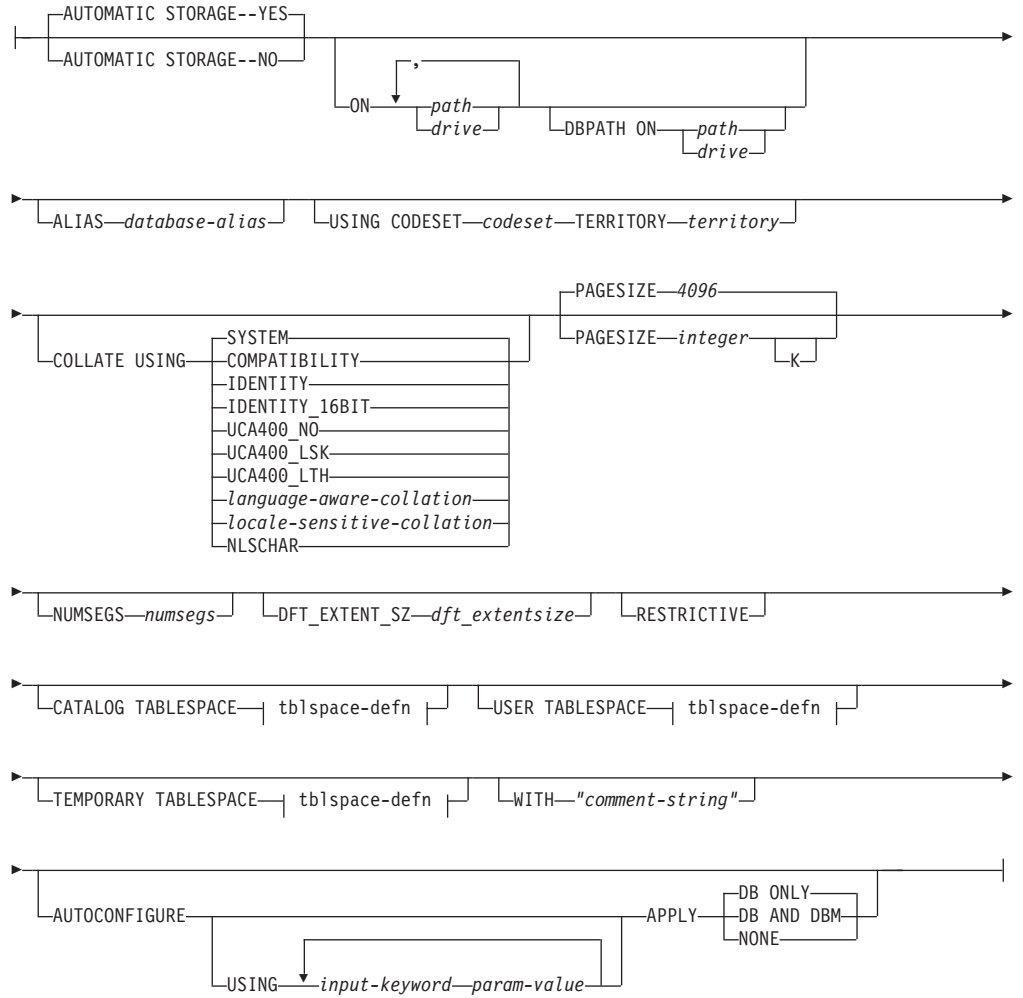 AUTOMATIC STORAGE--YES
AUTOMATIC STORAGE--NO
,
ON path DBPATH ON path
drive drive
ALIAS database-alias USING CODESET codeset TERRITORY territory
PAGESIZE 4096
COLLATE USING SYSTEM PAGESIZE integer K
COMPATIBILITY
IDENTITY
IDENTITY_16BIT
UCA400_NO
UCA400_LSK
UCA400_LTH
language-aware-collation
locale-sensitive-collation
NLSCHAR
NUMSEGS numsegs DFT_EXTENT_SZ dft_extentsize RESTRICTIVE
CATALOG TABLESPACE tblspace-defn USER TABLESPACE tblspace-defn
TEMPORARY TABLESPACE tblspace-defn WITH "comment-string"
AUTOCONFIGURE APPLY DB ONLY
DB AND DBM
NONE
USING input-keyword param-value